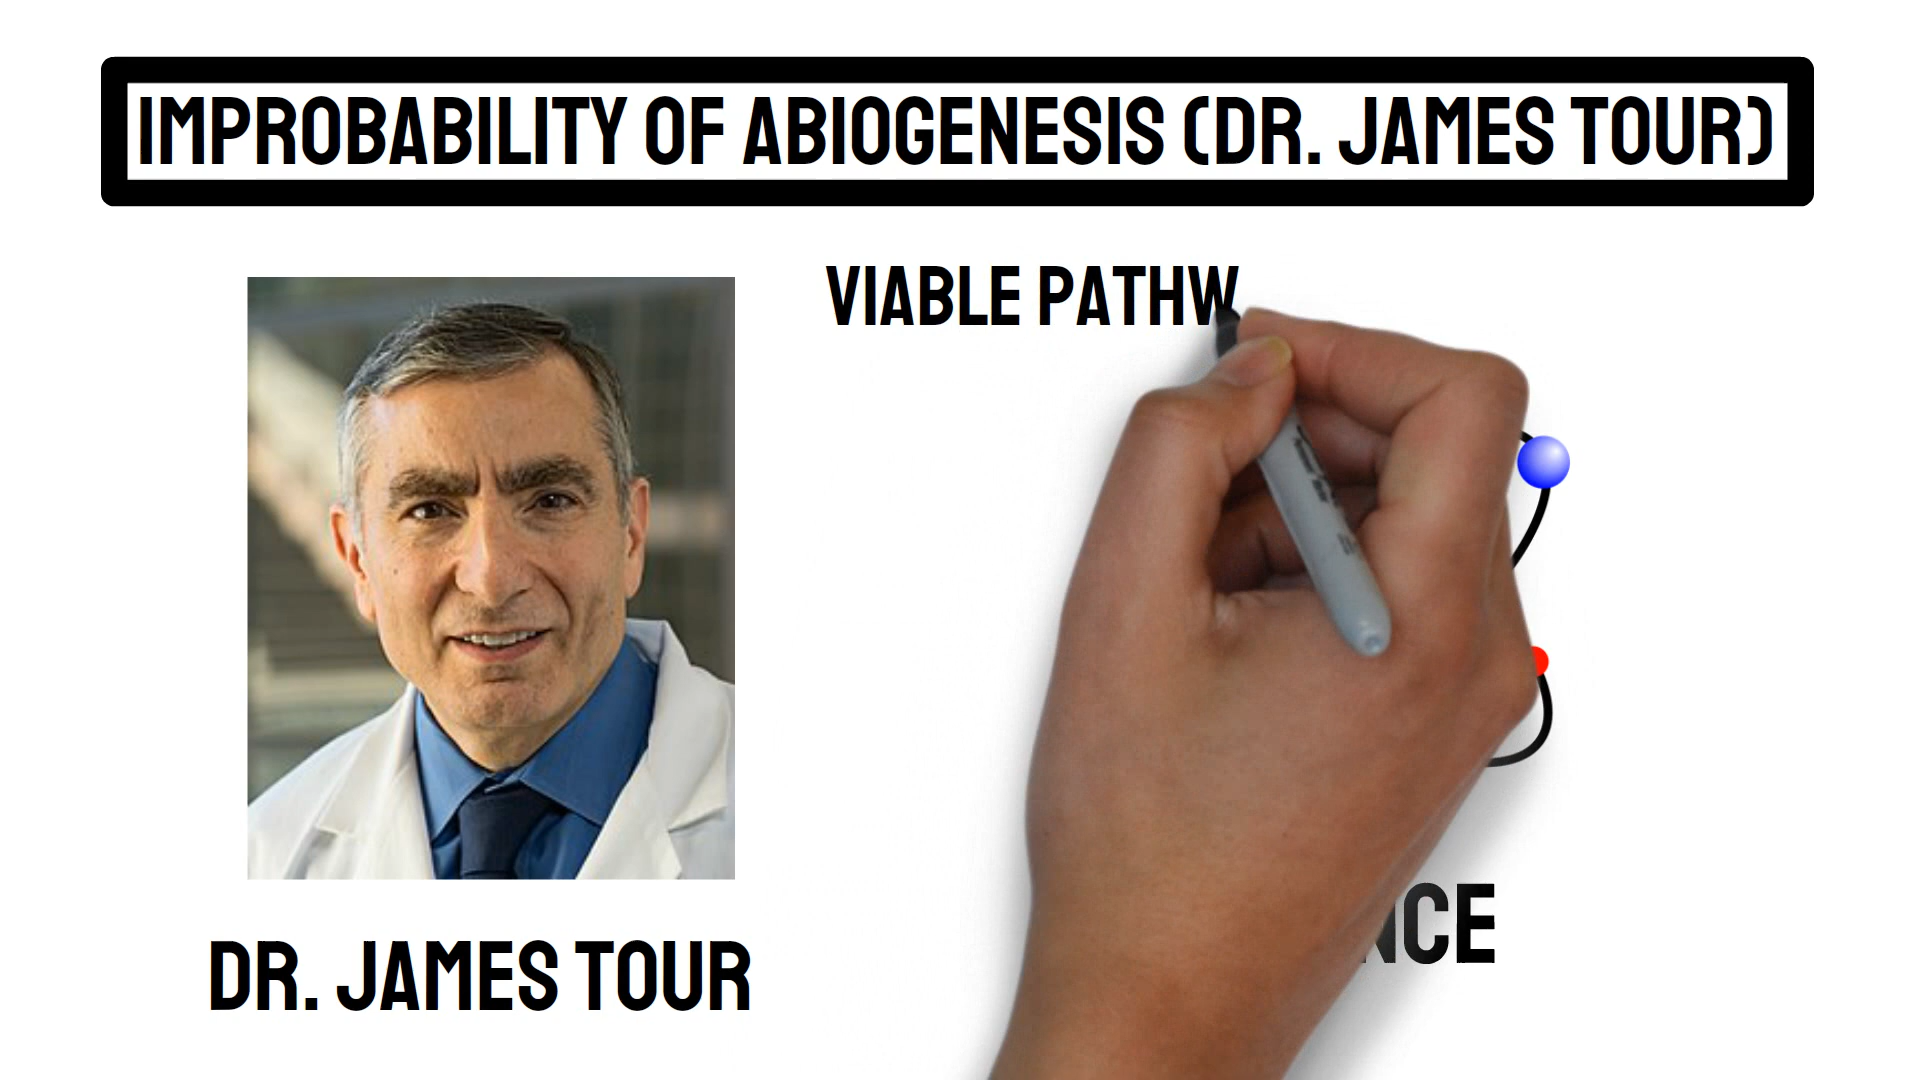 IMPROBABILITY OF ABIOGENESIS (DR. JAMES TOUR)
VIABLE PATHW
NCE
DR. JAMES TOUR